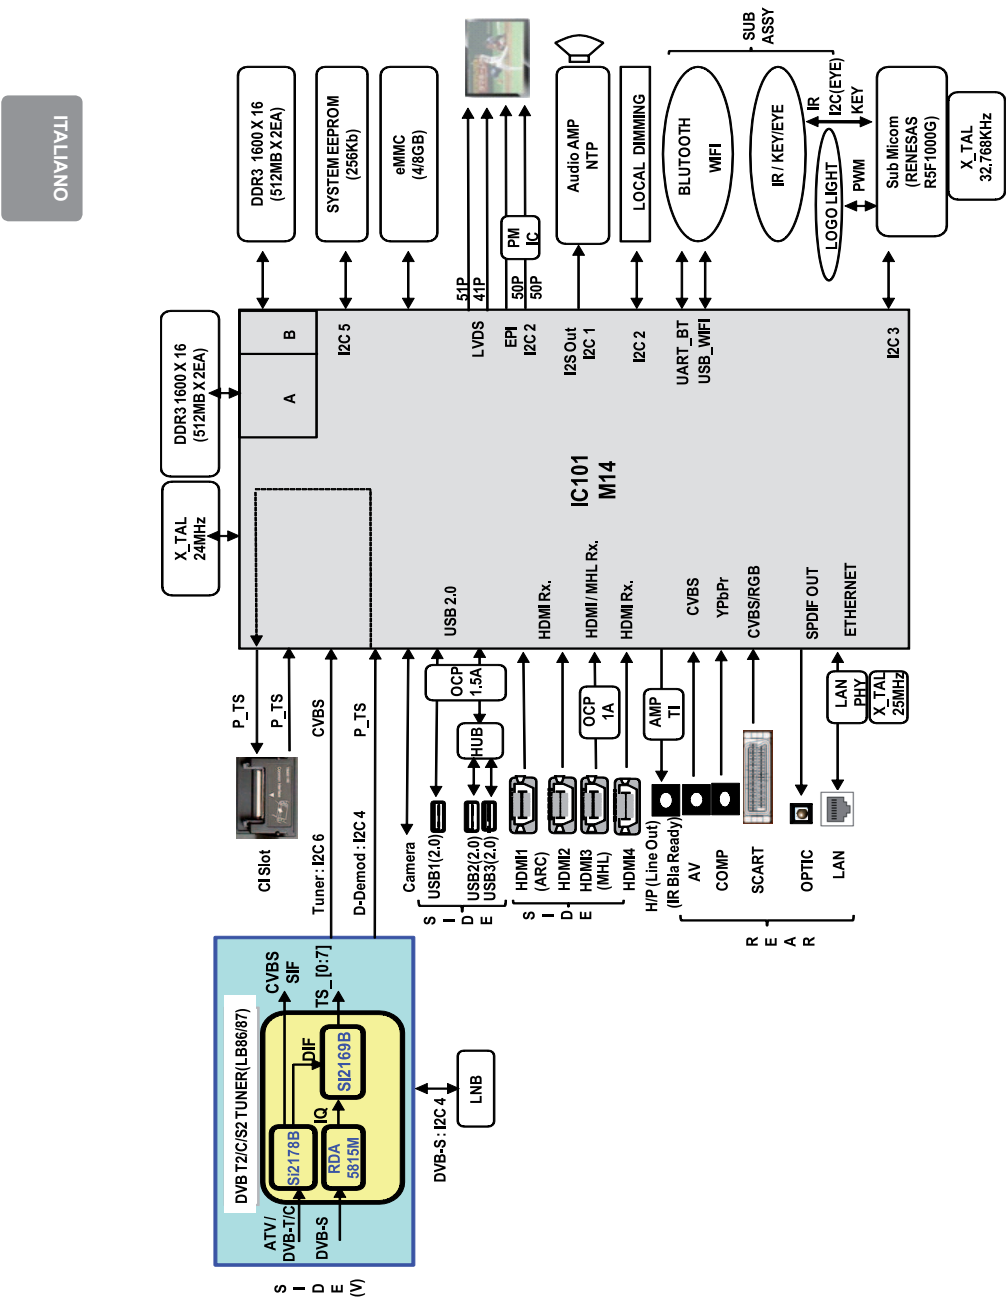 ITALIANO
DVB T2/C/S2 TUNER(LB86/87)
CVBS
SIF
TS_[0:7]
DIF
IQ
Si2178B
SI2169B
RDA
5815M
ATV /
DVB-T/C
DVB-S
S I D E
(V)
DVB-S : I2C 4
LNB
Tuner : I2C 6
D-Demod : I2C 4
CI Slot
P_TS
P_TS
CVBS
P_TS
Camera
USB1(2.0)
USB2(2.0)
USB3(2.0)
S I D E
HUB
OCP
1.5A
HDMI1
(ARC)
HDMI2
HDMI3
(MHL)
HDMI4
S I D E
OCP
1A
H/P (Line Out)
(IR Bla Ready)
AMP
TI
AV
COMP
SCART
OPTIC
LAN
R E A R
LAN
PHY
X_TAL
25MHz
X_TAL
24MHz
DDR3 1600 X 16
(512MB X 2EA)
A
B
IC101
M14
USB 2.0
HDMI Rx.
HDMI / MHL Rx.
HDMI Rx.
CVBS
YPbPr
CVBS/RGB
SPDIF OUT
ETHERNET
I2C 5
LVDS
EPI
I2C 2
I2S Out
I2C 1
I2C 2
UART_BT
USB_WIFI
I2C 3
51P
41P
50P
50P
PM
IC
DDR3 1600 X 16
(512MB X 2EA)
SYSTEM EEPROM
(256Kb)
eMMC
(4/8GB)
Audio AMP
NTP
LOCAL DIMMING
BLUTOOTH
WIFI
IR / KEY/EYE
SUB
ASSY
LOGO LIGHT
PWM
IR
I2C(EYE)
KEY
Sub Micom
(RENESAS
R5F1000G)
X_TAL
32.768KHz